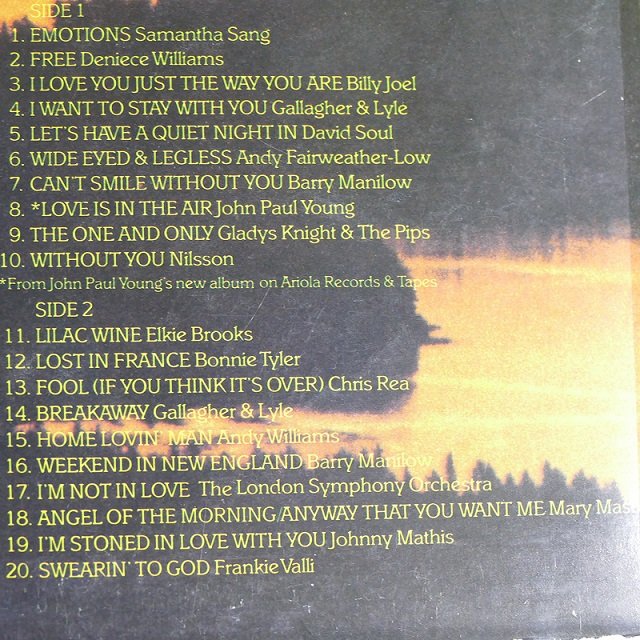 SIDE 1
1. EMOTIONS Samantha Sang
2. FREE Deniece Williams
3. I LOVE YOU JUST THE WAY YOU ARE Billy Joel
4. I WANT TO STAY WITH YOU Gallagher & Lyle
5. LET'S HAVE A QUIET NIGHT IN David Soul
6. WIDE EYED & LEGLESS Andy Fairweather-Low
7. CAN'T SMILE WITHOUT YOU Barry Manilow
8. *LOVE IS IN THE AIR John Paul Young
9. THE ONE AND ONLY Gladys Knight & The Pips
10. WITHOUT YOU Nilsson
*From John Paul Young's new album on Ariola Records & Tapes
SIDE 2
11. LILAC WINE Elkie Brooks
12. LOST IN FRANCE Bonnie Tyler
13. FOOL (IF YOU THINK IT'S OVER) Chris Rea
14. BREAKAWAY Gallagher & Lyle
15. HOME LOVIN' MAN Andy Williams
16. WEEKEND IN NEW ENGLAND Barry Manilow
17. I'M NOT IN LOVE The London Symphony Orchestra
18. ANGEL OF THE MORNING/ANYWAY THAT YOU WANT ME Mary
19. I'M STONED IN LOVE WITH YOU Johnny Mathis
20. SWEARIN' TO GOD Frankie Valli